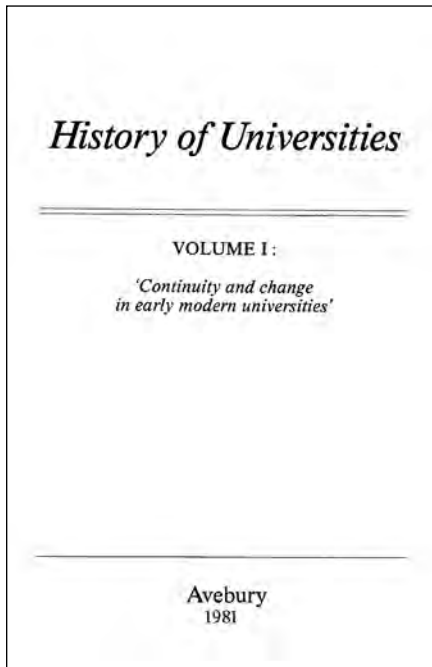 History of Universities
VOLUME I :
'Continuity and change
in early modern universities'
Avebury
1981